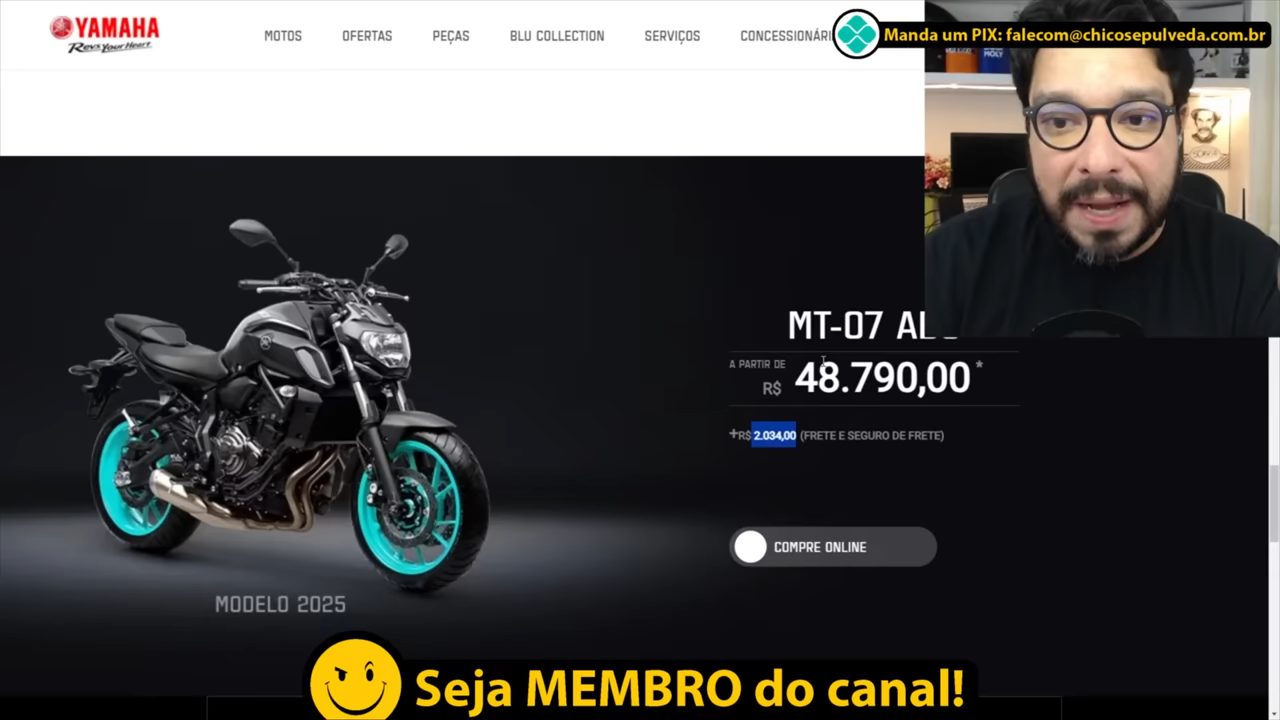 YAMAHA
Revs Your Heart
MOTOS OFERTAS PEÇAS BLU COLLECTION SERVIÇOS
Manda um PIX: falecom@chicosepulveda.com.br
MOLY
MT-07
A PARTIR DE
R$ 48.790,00*
+R$ 2.034,00 (FRETE E SEGURO DE FRETE)
COMPRE ONLINE
MODELO 2025
Seja MEMBRO do canal!